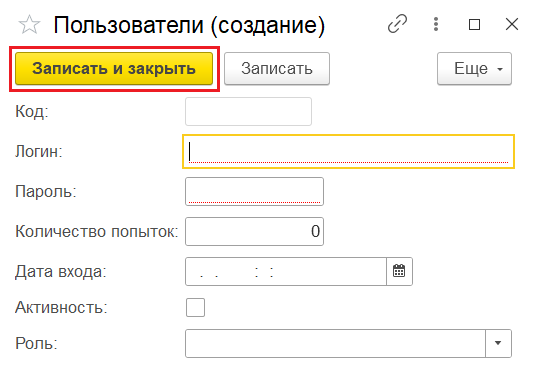 Пользователи (создание)
Записать и закрыть Записать Еще
Код:
Логин:
Пароль:
Количество попыток: 0
Дата входа: . . : :
Активность:
Роль: